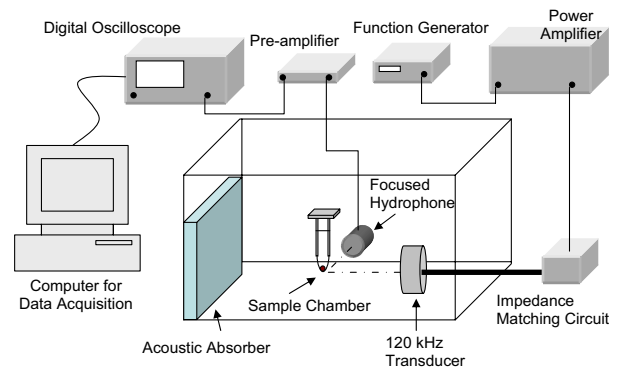 Digital Oscilloscope
Pre-amplifier
Function Generator
Power
Amplifier
Focused
Hydrophone
Computer for
Data Acquisition
Sample Chamber
Acoustic Absorber
120 kHz
Transducer
Impedance
Matching Circuit